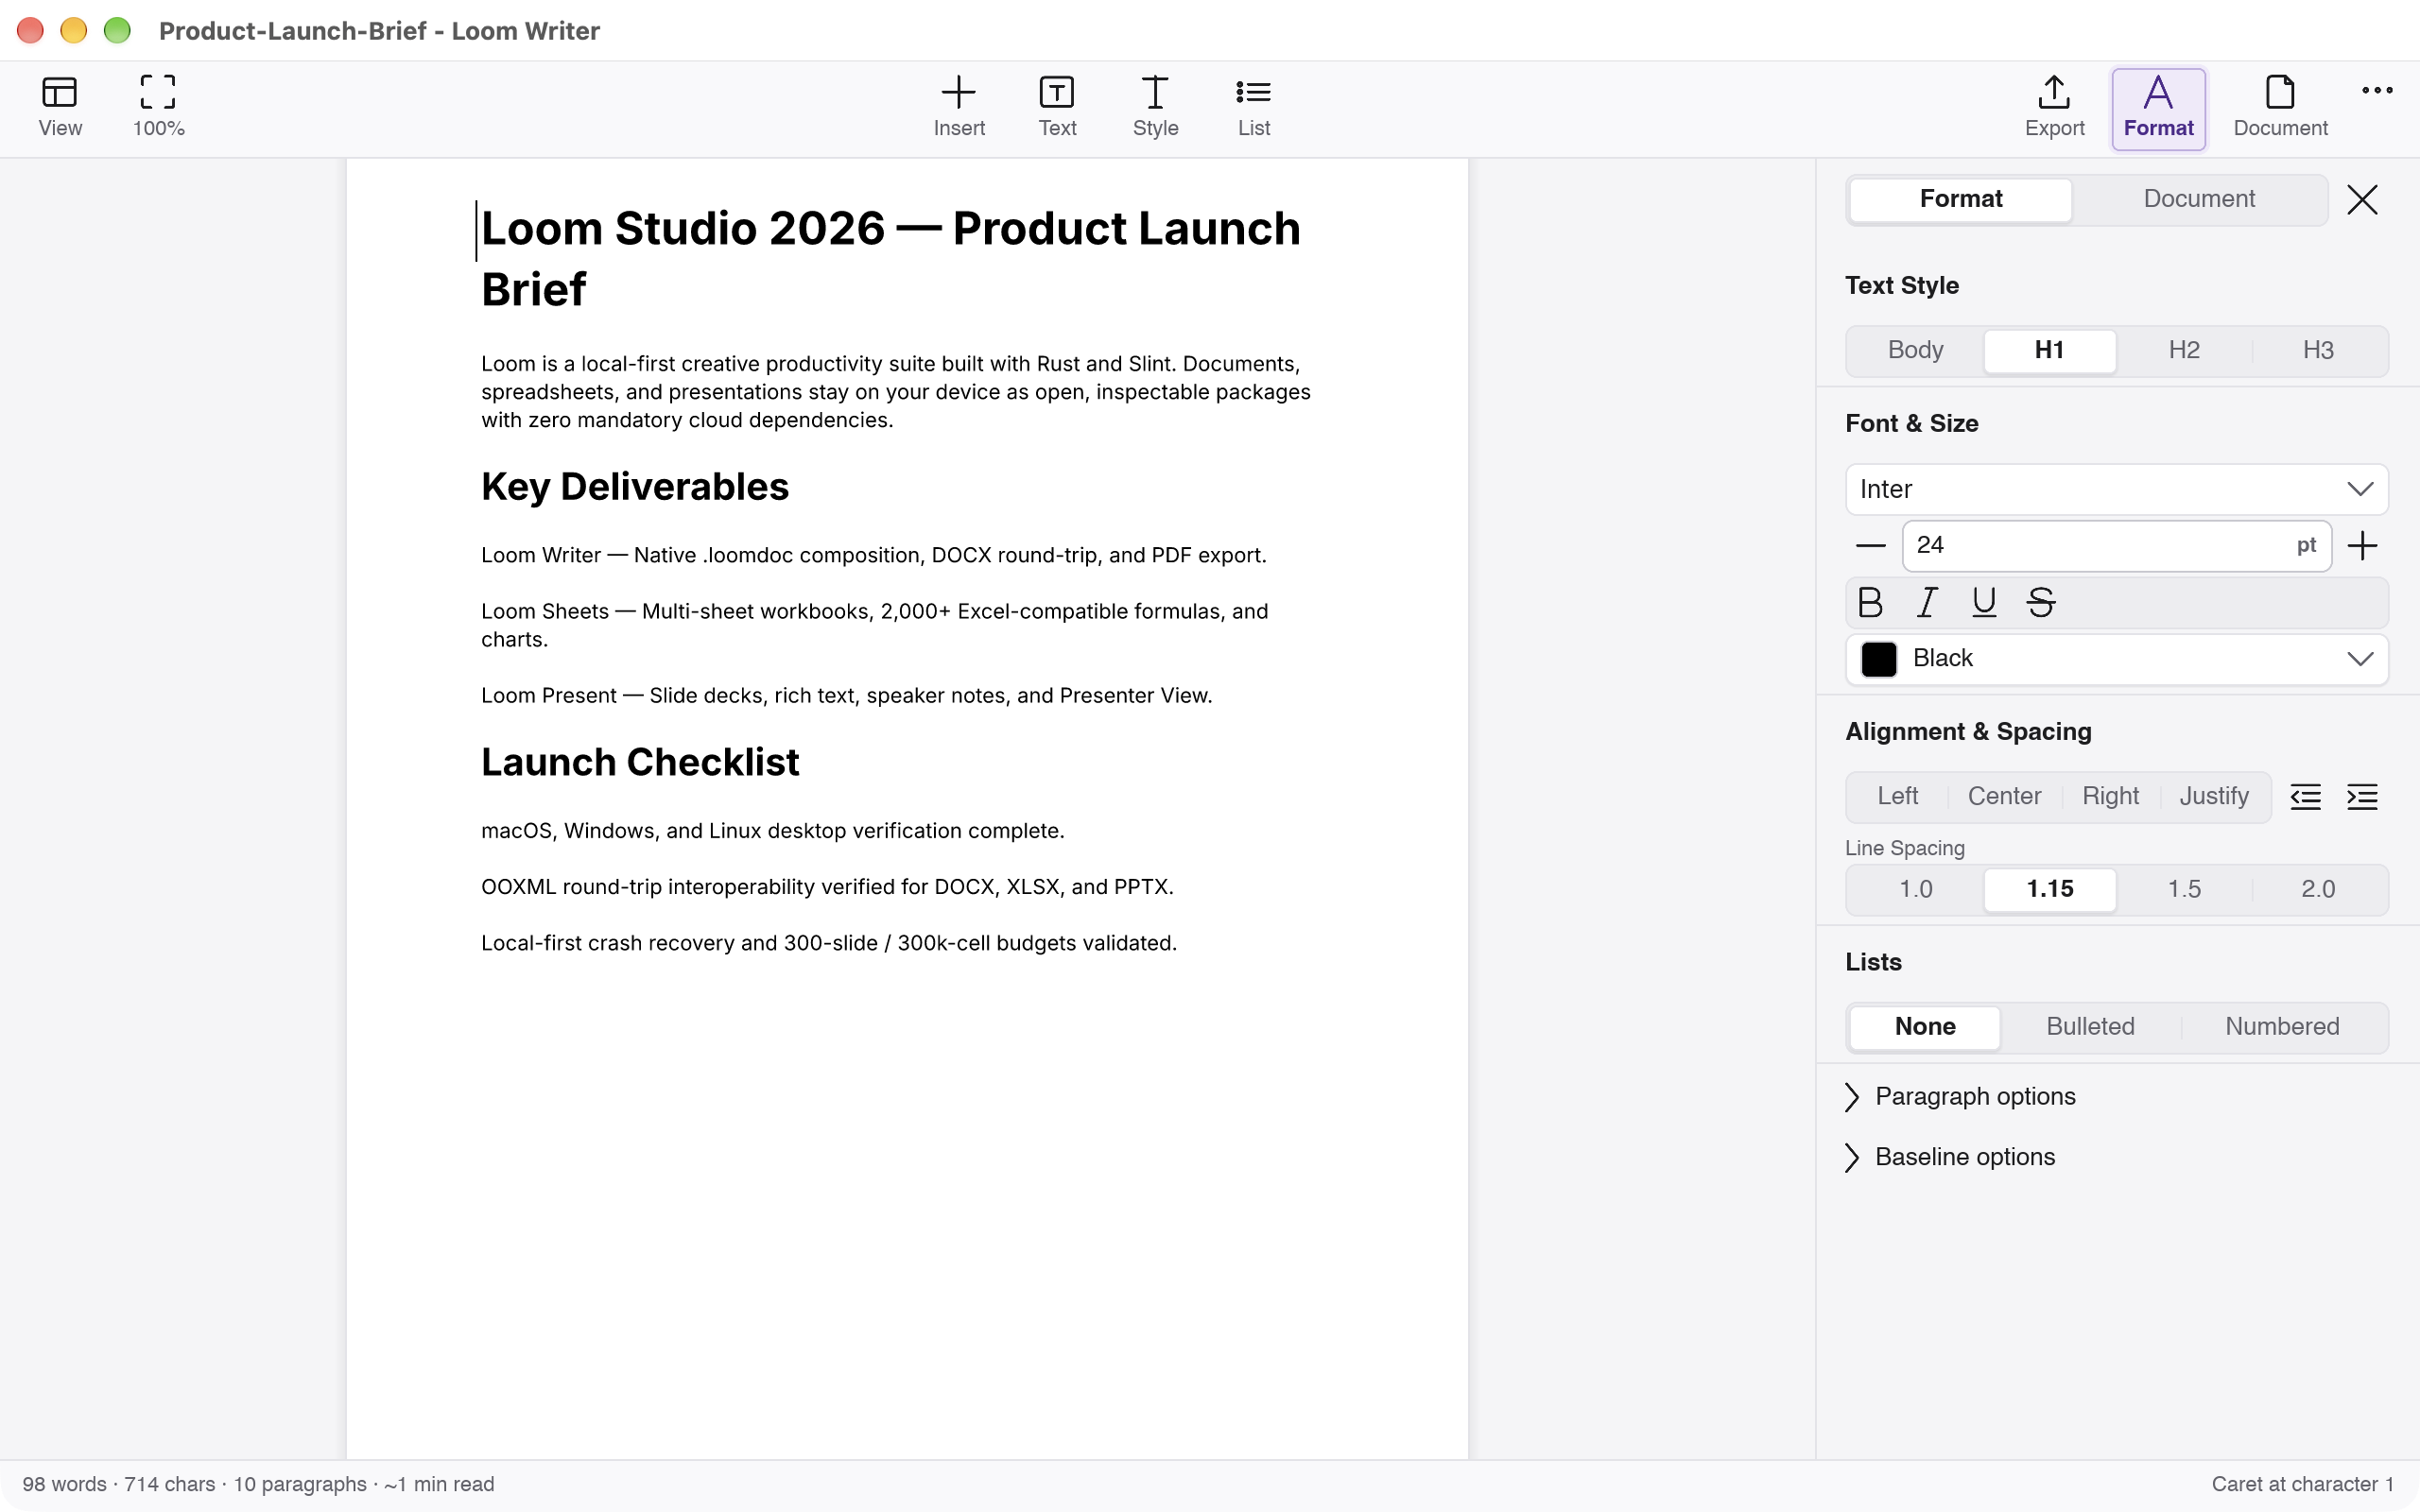 Product-Launch-Brief - Loom Writer
View
100%
Insert
Text
Style
List
Export
Format
Document
Loom Studio 2026 — Product Launch
Brief
Loom is a local-first creative productivity suite built with Rust and Slint. Documents,
spreadsheets, and presentations stay on your device as open, inspectable packages
with zero mandatory cloud dependencies.
Key Deliverables
Loom Writer — Native .loomdoc composition, DOCX round-trip, and PDF export.
Loom Sheets — Multi-sheet workbooks, 2,000+ Excel-compatible formulas, and
charts.
Loom Present — Slide decks, rich text, speaker notes, and Presenter View.
Launch Checklist
macOS, Windows, and Linux desktop verification complete.
OOXML round-trip interoperability verified for DOCX, XLSX, and PPTX.
Local-first crash recovery and 300-slide / 300k-cell budgets validated.
Format Document
Text Style
Body H1 H2 H3
Font & Size
Inter
24 pt
B I U S
Black
Alignment & Spacing
Left Center Right Justify
Line Spacing
1.0 1.15 1.5 2.0
Lists
None Bulleted Numbered
Paragraph options
Baseline options
98 words · 714 chars · 10 paragraphs · ~1 min read
Caret at character 1